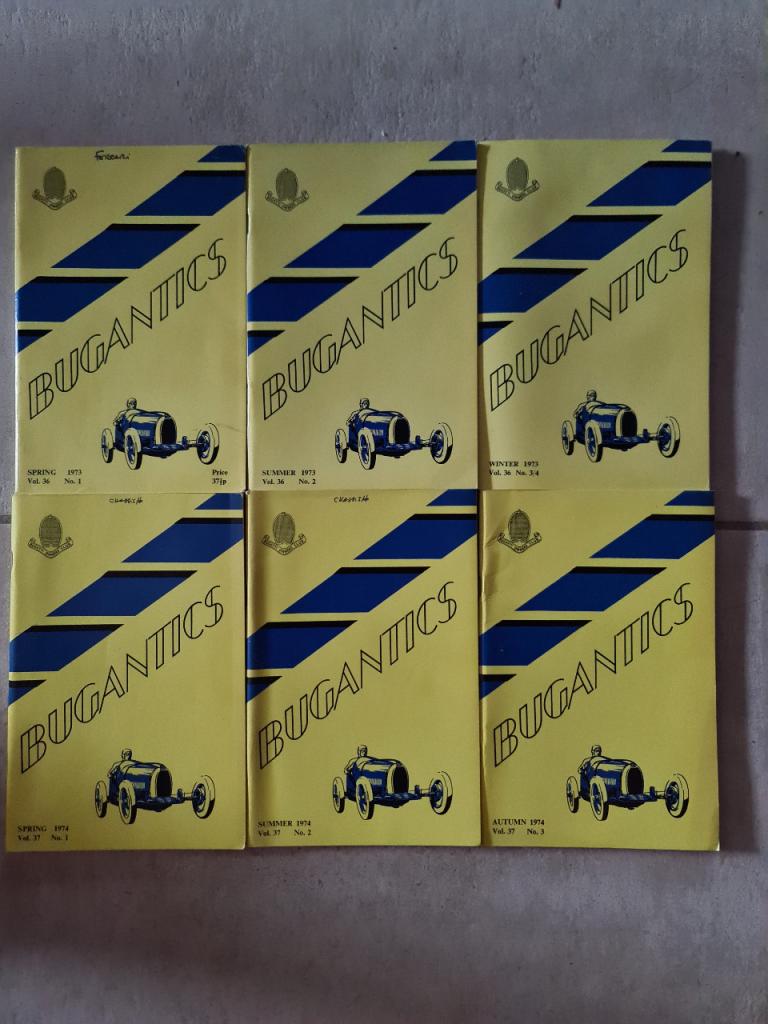 Ferrari
BUGANTICS
SPRING 1973
Vol. 36 No. 1
Price
37½p
BUGANTICS
SUMMER 1973
Vol. 36 No. 2
BUGANTICS
WINTER 1973
Vol. 36 No. 3/4
BUGANTICS
SPRING 1974
Vol. 37 No. 1
BUGANTICS
SUMMER 1974
Vol. 37 No. 2
BUGANTICS
AUTUMN 1974
Vol. 37 No. 3